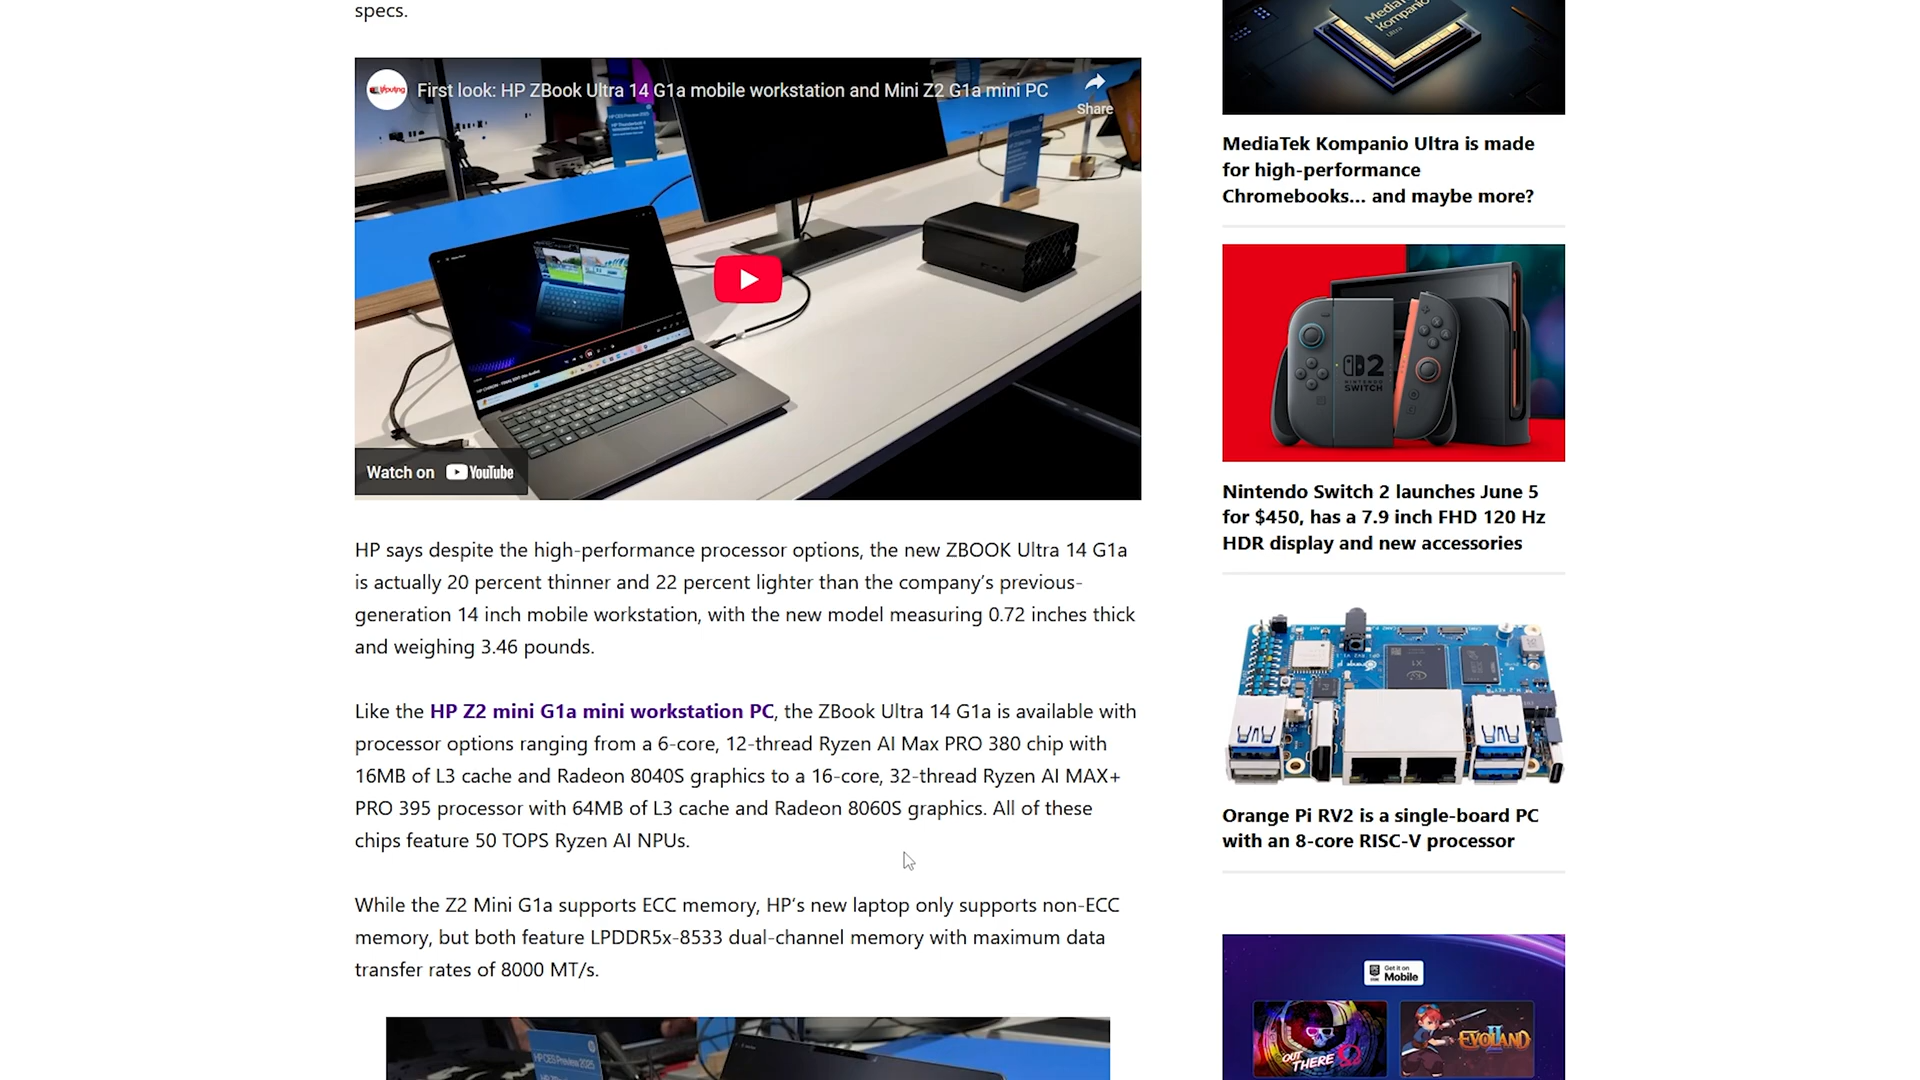 specs.
First look: HP ZBook Ultra 14 G1a mobile workstation and Mini Z2 G1a mini PC
Share
Watch on YouTube
HP says despite the high-performance processor options, the new ZBOOK Ultra 14 G1a
is actually 20 percent thinner and 22 percent lighter than the company’s previous-
generation 14 inch mobile workstation, with the new model measuring 0.72 inches thick
and weighing 3.46 pounds.
Like the HP Z2 mini G1a mini workstation PC, the ZBook Ultra 14 G1a is available with
processor options ranging from a 6-core, 12-thread Ryzen AI Max PRO 380 chip with
16MB of L3 cache and Radeon 8040S graphics to a 16-core, 32-thread Ryzen AI MAX+
PRO 395 processor with 64MB of L3 cache and Radeon 8060S graphics. All of these
chips feature 50 TOPS Ryzen AI NPUs.
While the Z2 Mini G1a supports ECC memory, HP’s new laptop only supports non-ECC
memory, but both feature LPDDR5x-8533 dual-channel memory with maximum data
transfer rates of 8000 MT/s.
HP CES Preview 2025
MediaTek
Kompanio
Ultra
MediaTek Kompanio Ultra is made
for high-performance
Chromebooks... and maybe more?
2
NINTENDO
SWITCH
Nintendo Switch 2 launches June 5
for $450, has a 7.9 inch FHD 120 Hz
HDR display and new accessories
X1
Orange Pi RV2 is a single-board PC
with an 8-core RISC-V processor
Get it on
Mobile
OUT
THERE
EVOLAND